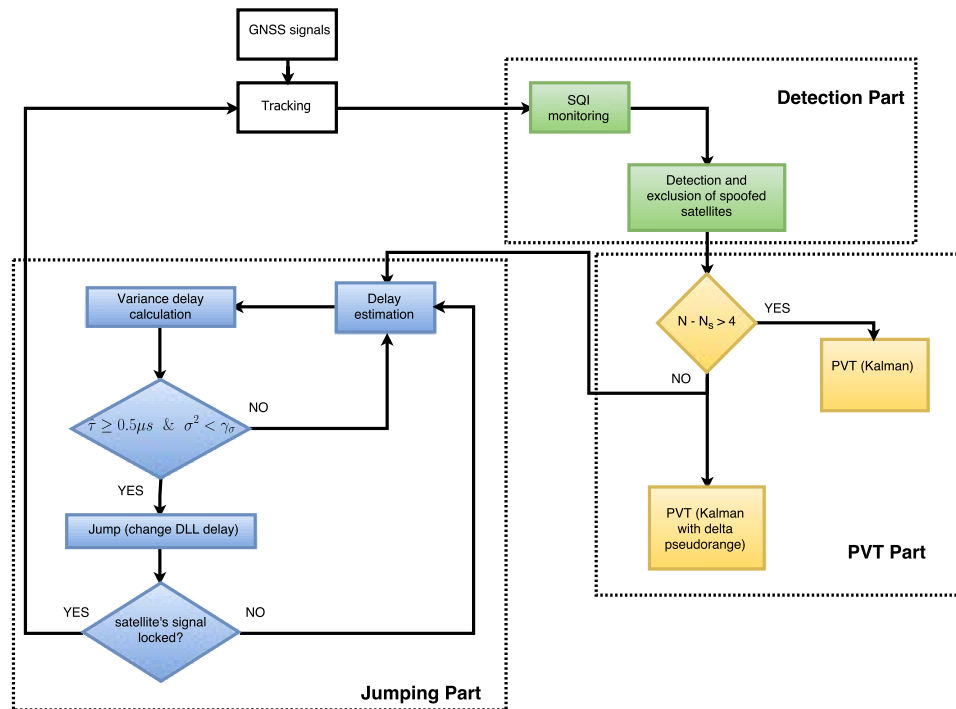 GNSS signals
Tracking
SQI
monitoring
Detection Part
Detection and
exclusion of spoofed
satellites
Variance delay
calculation
Delay
estimation
N - Nₛ > 4
YES
NO
PVT (Kalman)
τ̂ ≥ 0.5μs & σ² < γσ
NO
YES
Jump (change DLL delay)
PVT (Kalman
with delta
pseudorange)
PVT Part
YES
NO
satellite's signal
locked?
Jumping Part